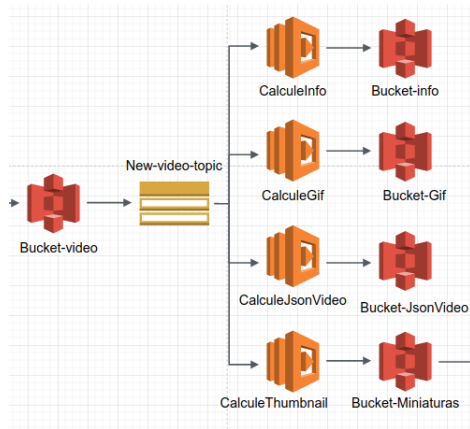 CalculeInfo
Bucket-info
New-video-topic
CalculeGif
Bucket-Gif
Bucket-video
CalculeJsonVideo
Bucket-JsonVideo
CalculeThumbnail
Bucket-Miniaturas